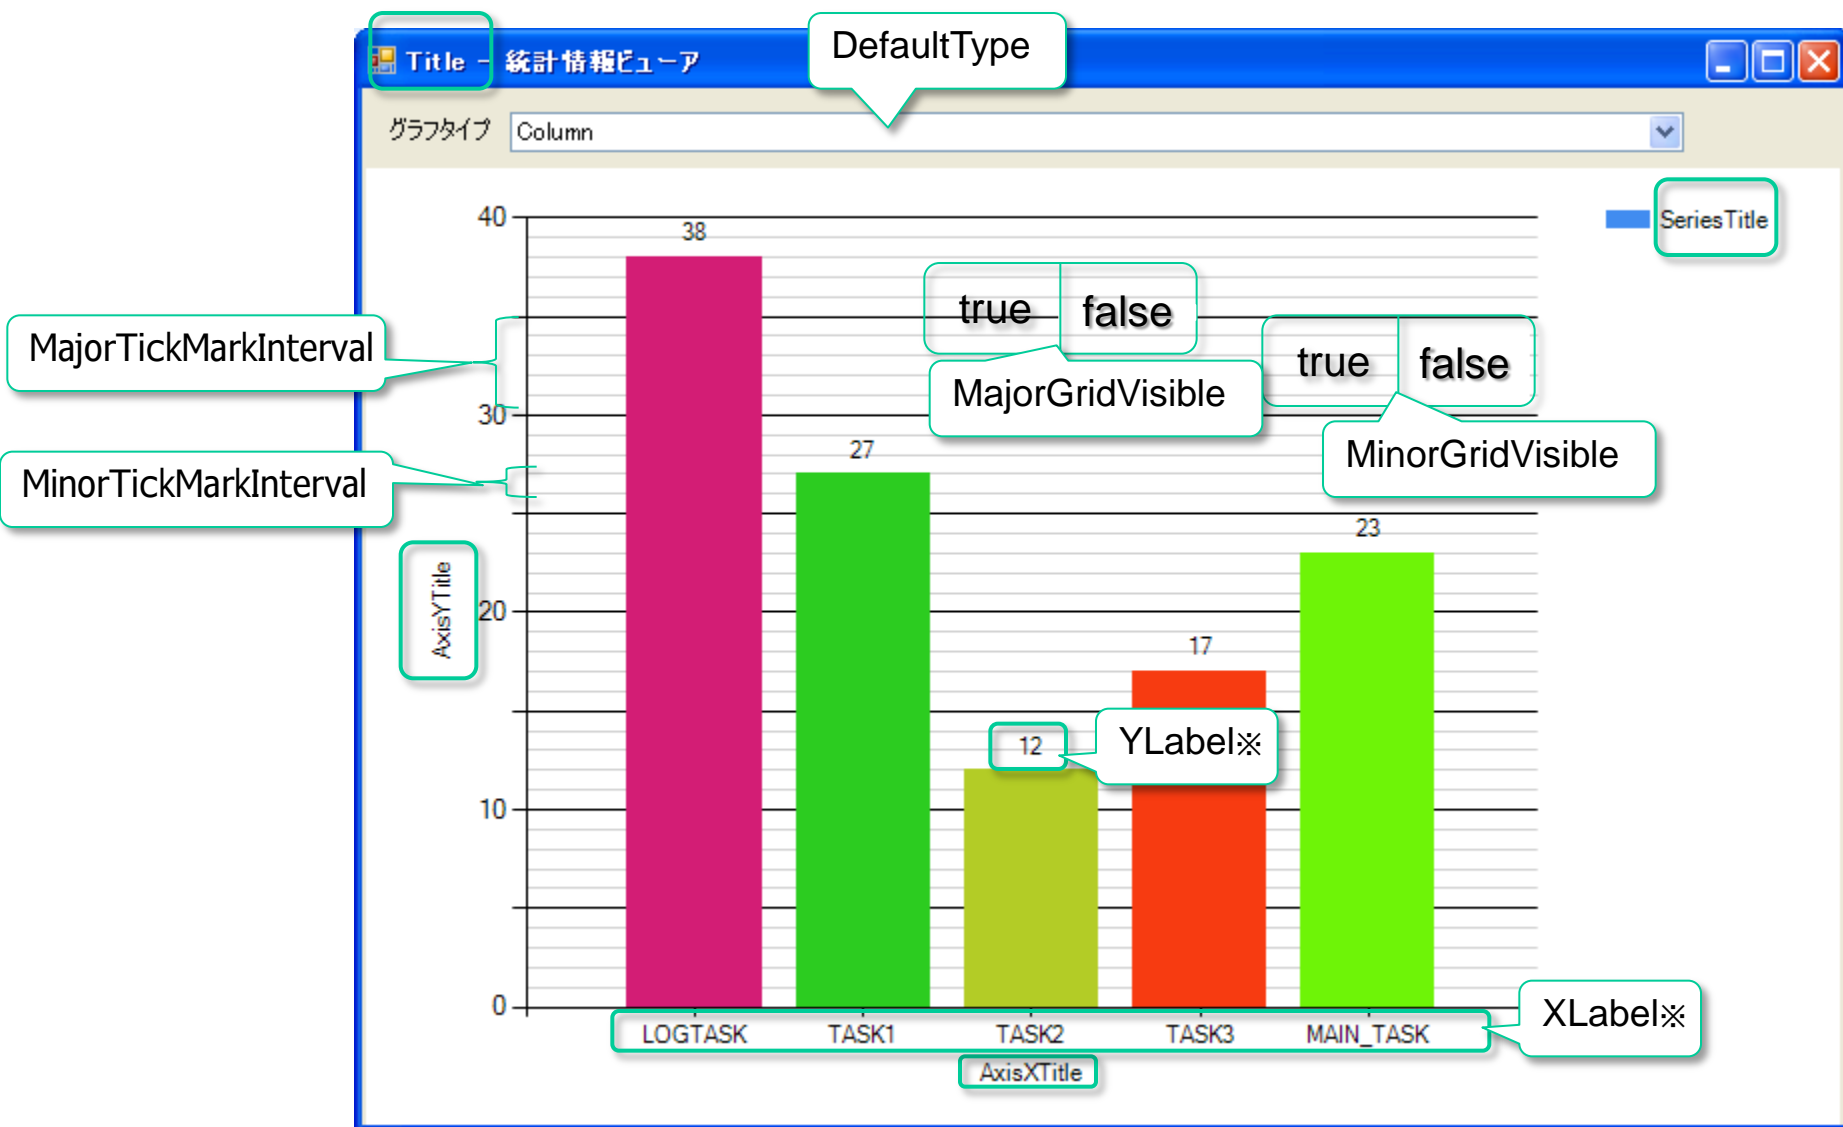 DefaultType
Title - 統計情報ビューア
グラフタイプ Column
SeriesTitle
40
38
true false
MajorTickMarkInterval
true false
MajorGridVisible
30
27
MinorGridVisible
MinorTickMarkInterval
23
AxisYTitle
20
17
12
YLabel※
10
0
XLabel※
LOGTASK TASK1 TASK2 TASK3 MAIN_TASK
AxisXTitle